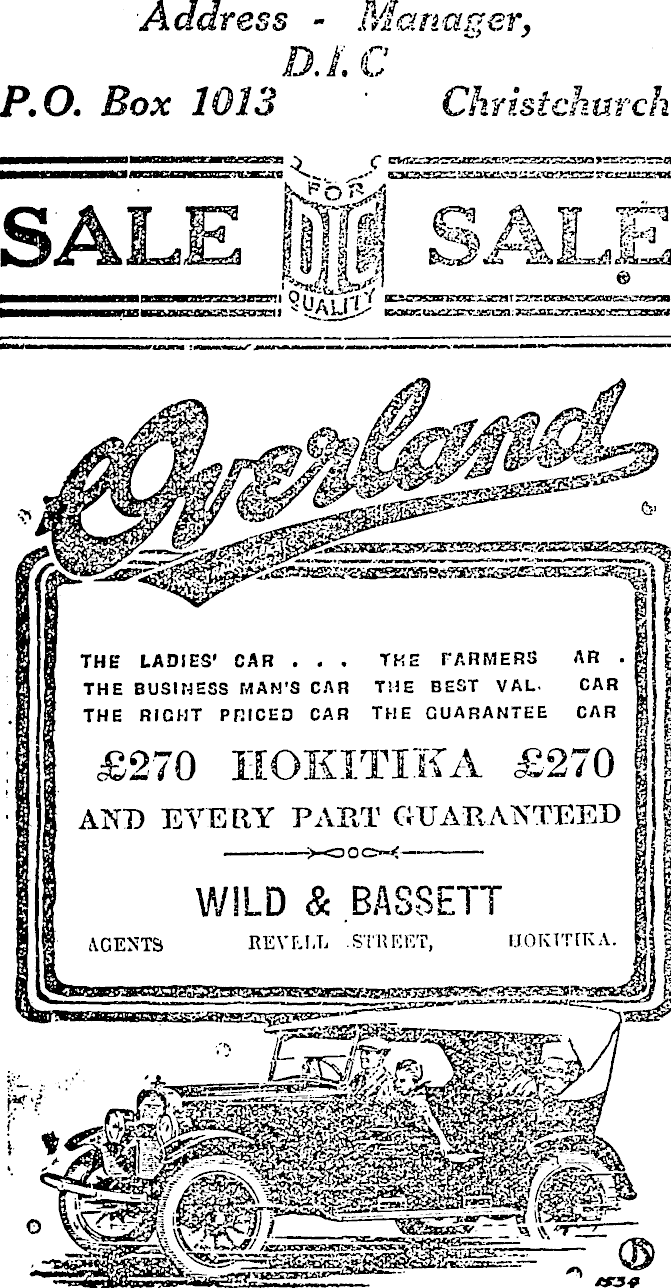 Address - Manager,
D.I.C
P.O. Box 1013 Christchurch
SALE FOR DIC QUALITY SALE
Overland
THE LADIES' CAR . . . THE FARMERS AR .
THE BUSINESS MAN'S CAR THE BEST VAL. CAR
THE RIGHT PRICED CAR THE GUARANTEE CAR
£270 HOKITIKA £270
AND EVERY PART GUARANTEED
WILD & BASSETT
AGENTS REVELL STREET, HOKITIKA.
1534